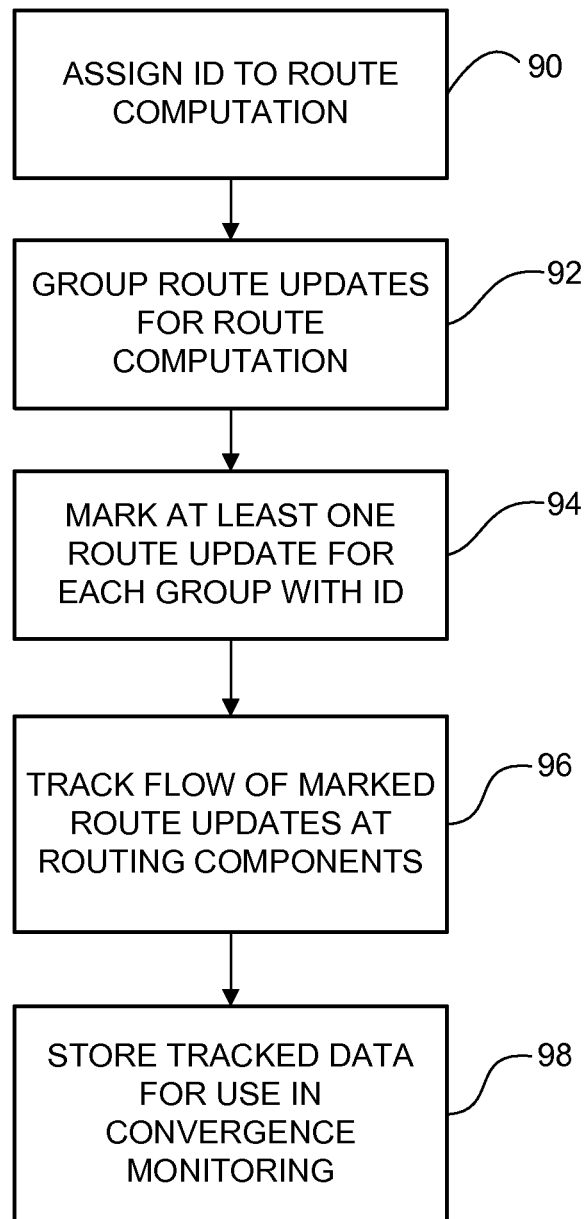 ASSIGN ID TO ROUTE
COMPUTATION
90
GROUP ROUTE UPDATES
FOR ROUTE
COMPUTATION
92
MARK AT LEAST ONE
ROUTE UPDATE FOR
EACH GROUP WITH ID
94
TRACK FLOW OF MARKED
ROUTE UPDATES AT
ROUTING COMPONENTS
96
STORE TRACKED DATA
FOR USE IN
CONVERGENCE
MONITORING
98